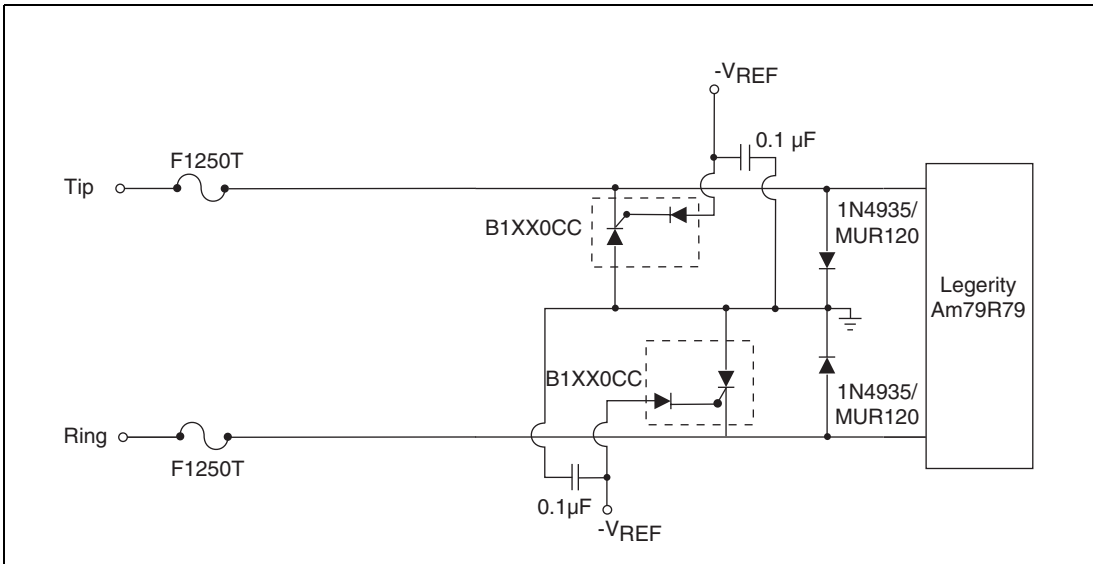 -VREF
0.1 µF
F1250T
Tip
B1XX0CC
1N4935/
MUR120
Legerity
Am79R79
B1XX0CC
1N4935/
MUR120
Ring
F1250T
0.1µF
-VREF